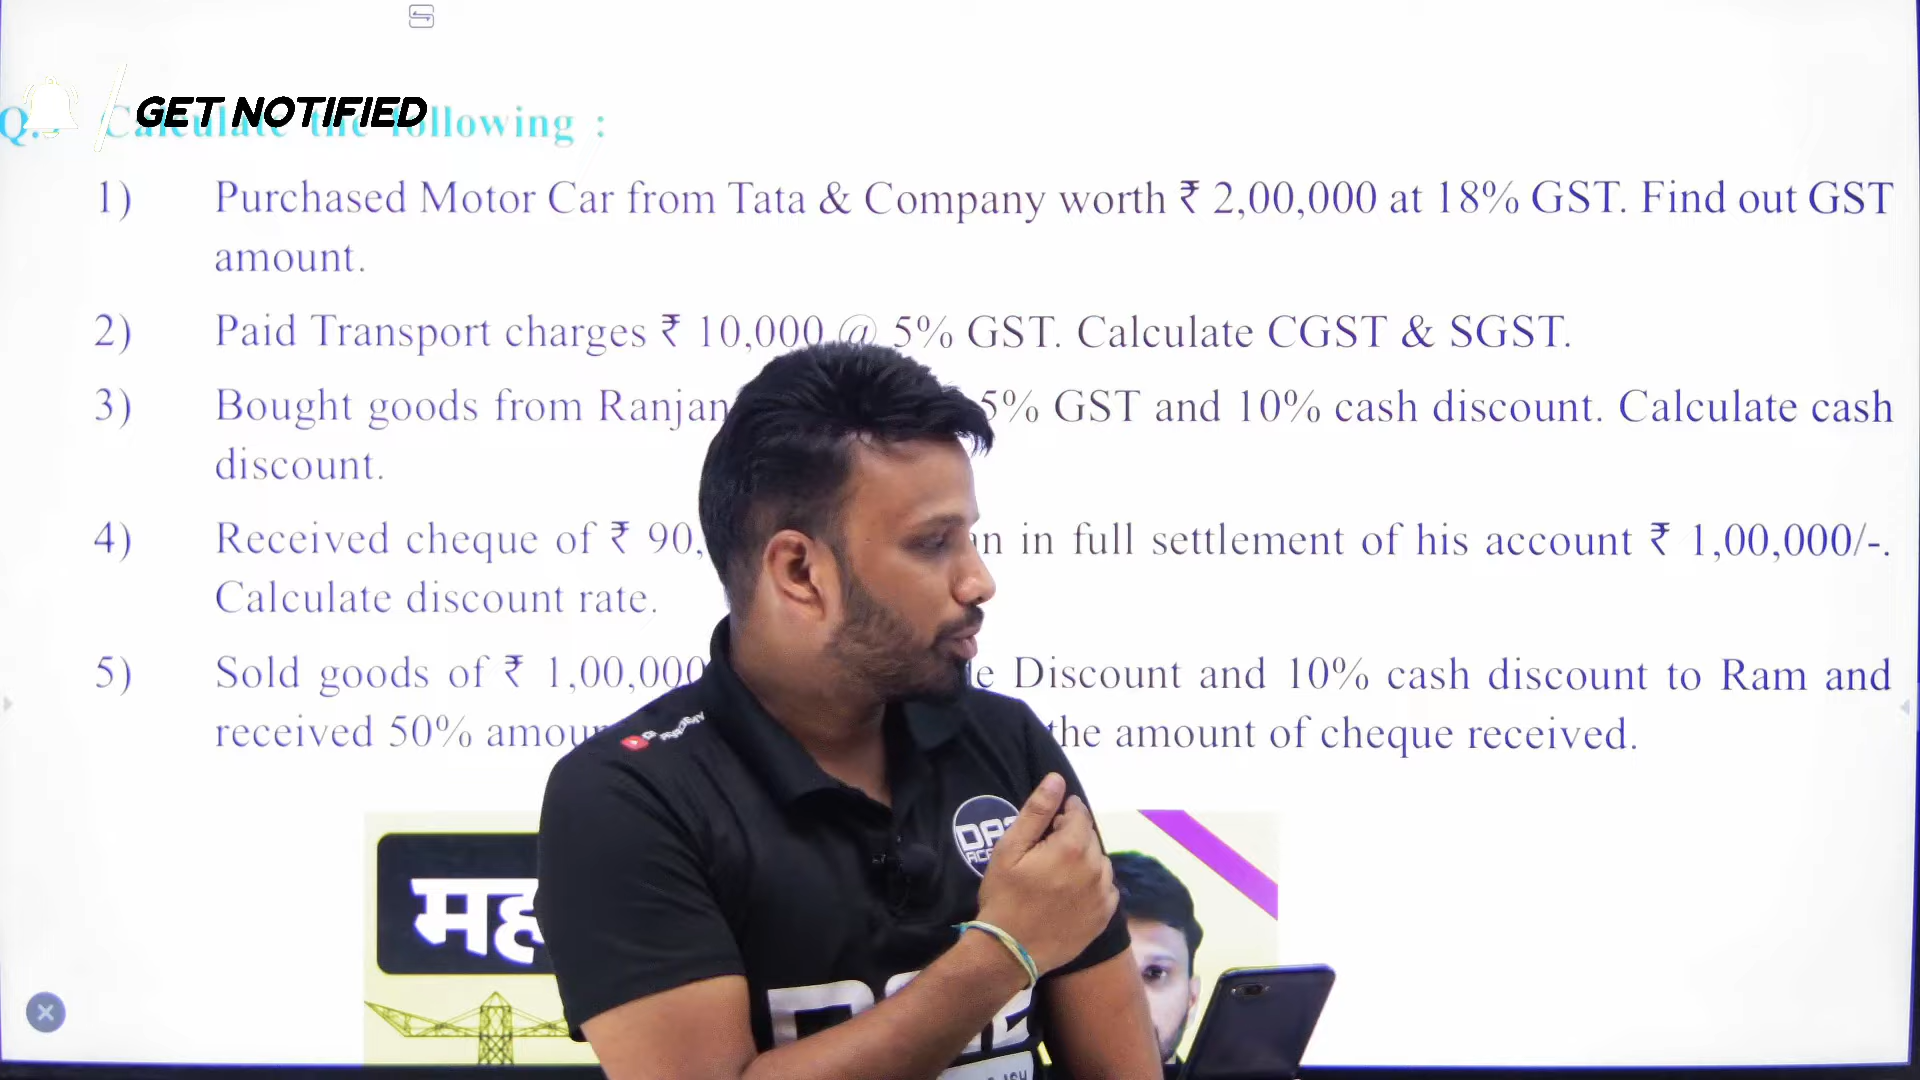 GET NOTIFIED
Q. Calculate the following :
1) Purchased Motor Car from Tata & Company worth ₹ 2,00,000 at 18% GST. Find out GST
amount.
2) Paid Transport charges ₹ 10,000 @ 5% GST. Calculate CGST & SGST.
3) Bought goods from Ranjan 5% GST and 10% cash discount. Calculate cash
discount.
4) Received cheque of ₹ 90, in full settlement of his account ₹ 1,00,000/-.
Calculate discount rate.
5) Sold goods of ₹ 1,00,000 Discount and 10% cash discount to Ram and
received 50% the amount of cheque received.